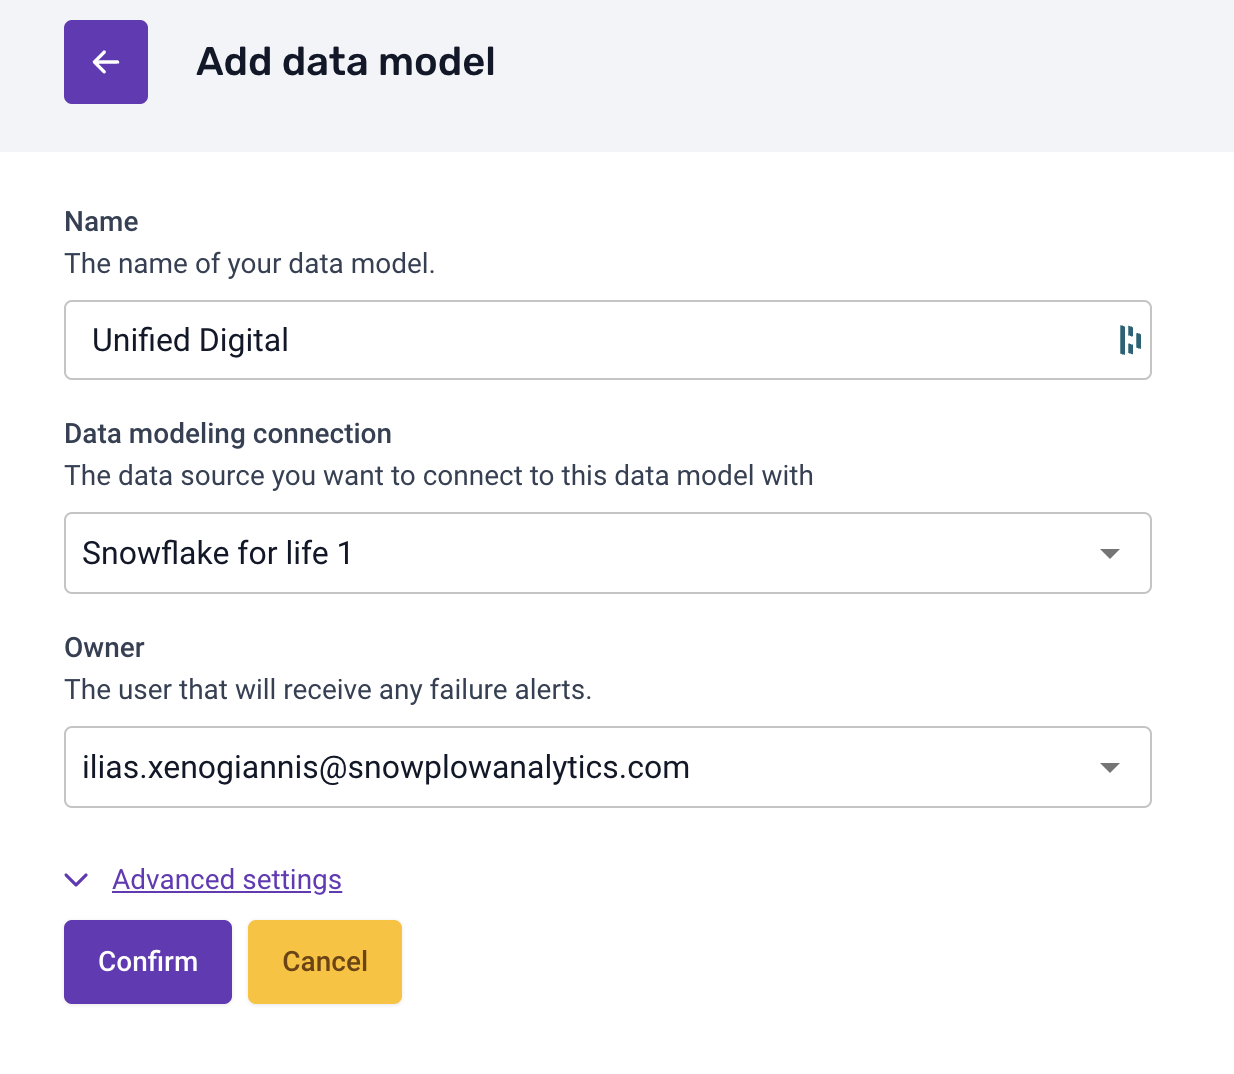 Add data model
Name
The name of your data model.
Unified Digital
Data modeling connection
The data source you want to connect to this data model with
Snowflake for life 1
Owner
The user that will receive any failure alerts.
ilias.xenogiannis@snowplowanalytics.com
Advanced settings
Confirm
Cancel